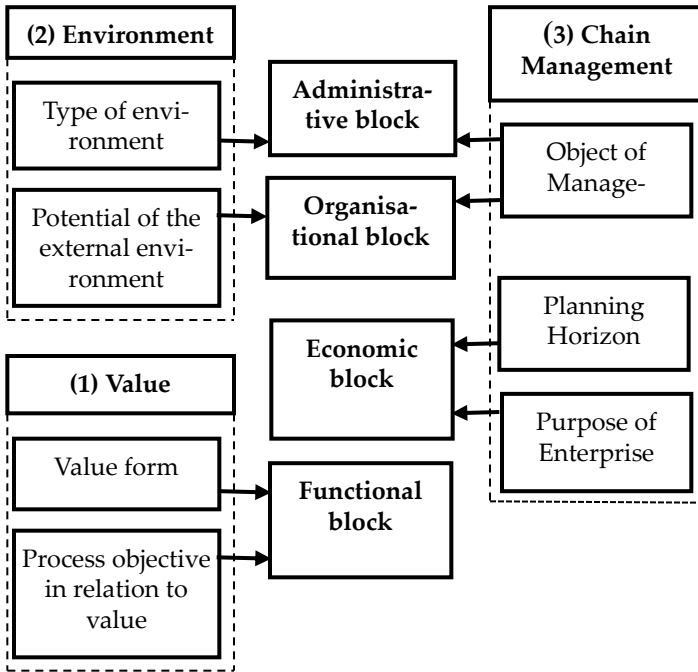 (2) Environment
Type of envi-
ronment
Potential of the
external envi-
ronment
(1) Value
Value form
Process objective
in relation to
value
Administra-
tive block
Organisa-
tional block
Economic
block
Functional
block
(3) Chain
Management
Object of
Manage-
Planning
Horizon
Purpose of
Enterprise